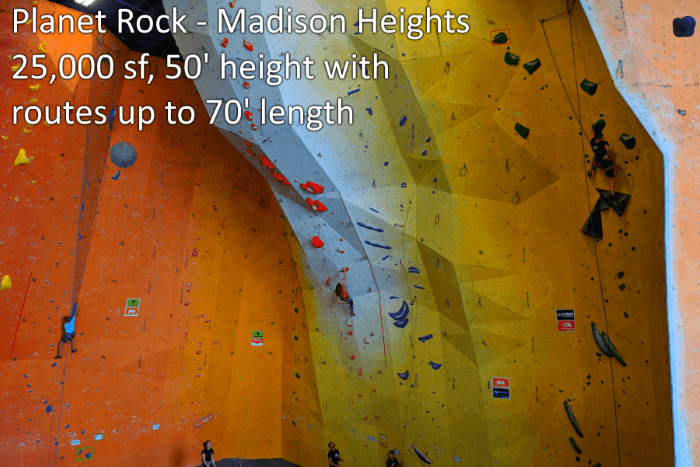 Planet Rock - Madison Heights
25,000 sf, 50' height with
routes up to 70' length